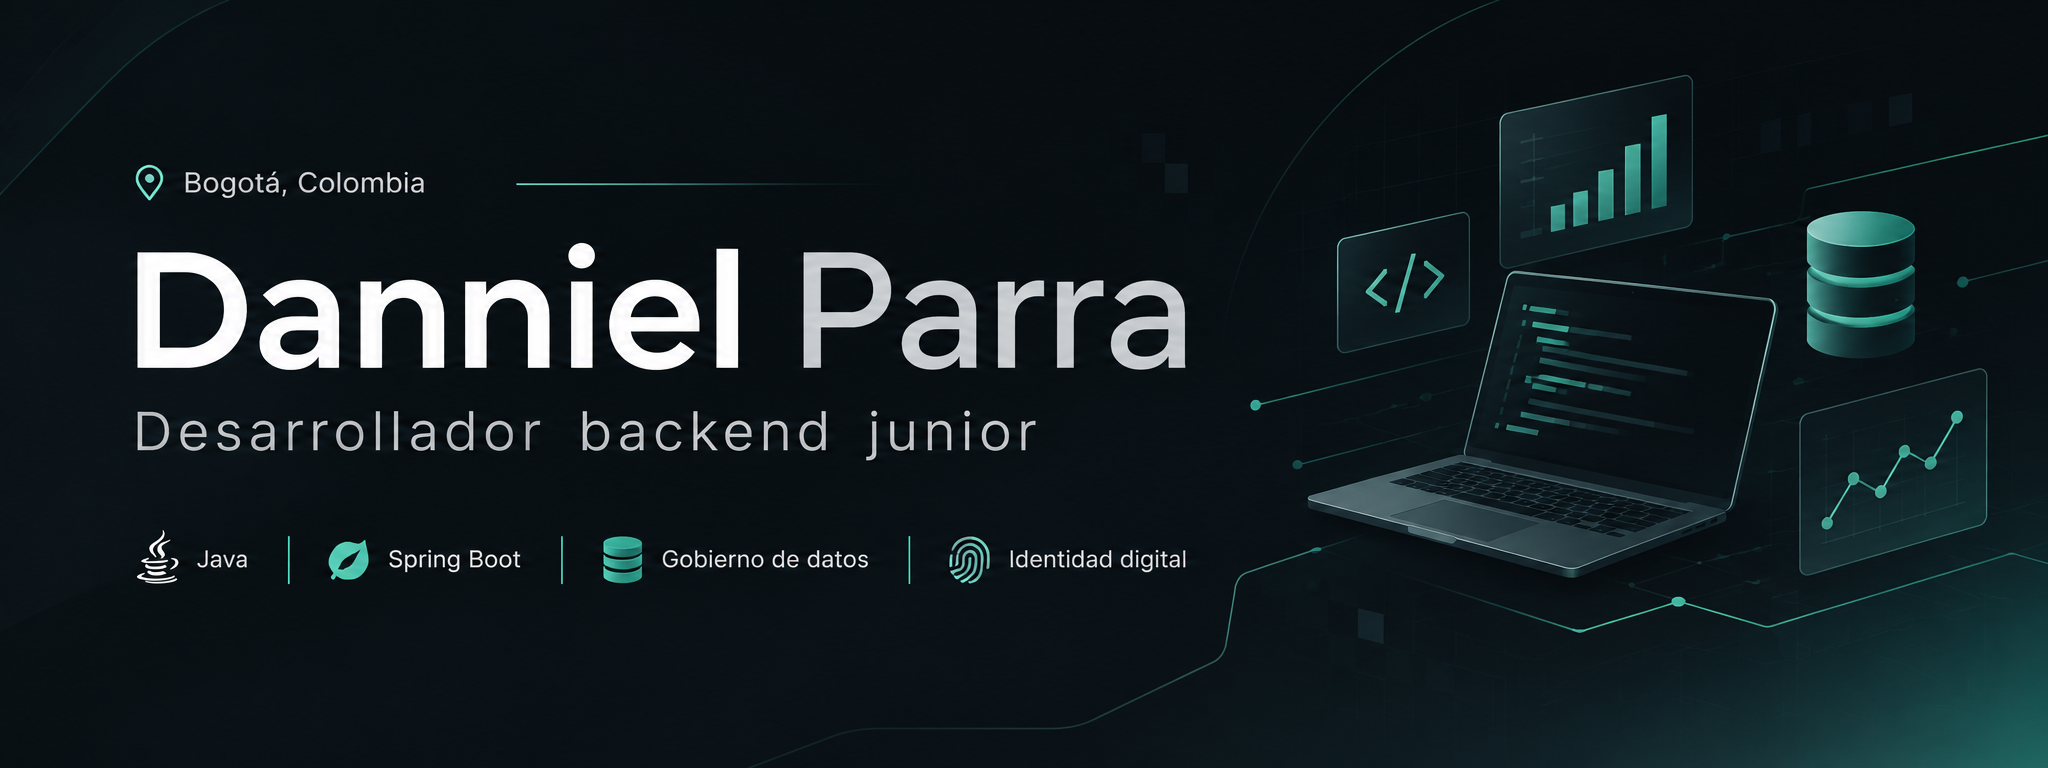 Bogotá, Colombia
Danniel Parra
Desarrollador backend junior
Java
Spring Boot
Gobierno de datos
Identidad digital
</>